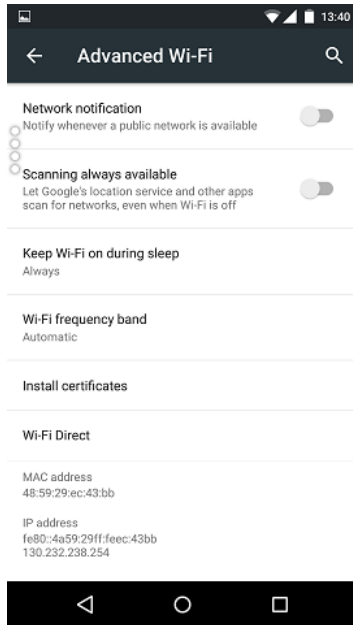 13:40
Advanced Wi-Fi
Network notification
Notify whenever a public network is available
Scanning always available
Let Google's location service and other apps
scan for networks, even when Wi-Fi is off
Keep Wi-Fi on during sleep
Always
Wi-Fi frequency band
Automatic
Install certificates
Wi-Fi Direct
MAC address
48:59:29:ec:43:bb
IP address
fe80::4a59:29ff:feec:43bb
130.232.238.254